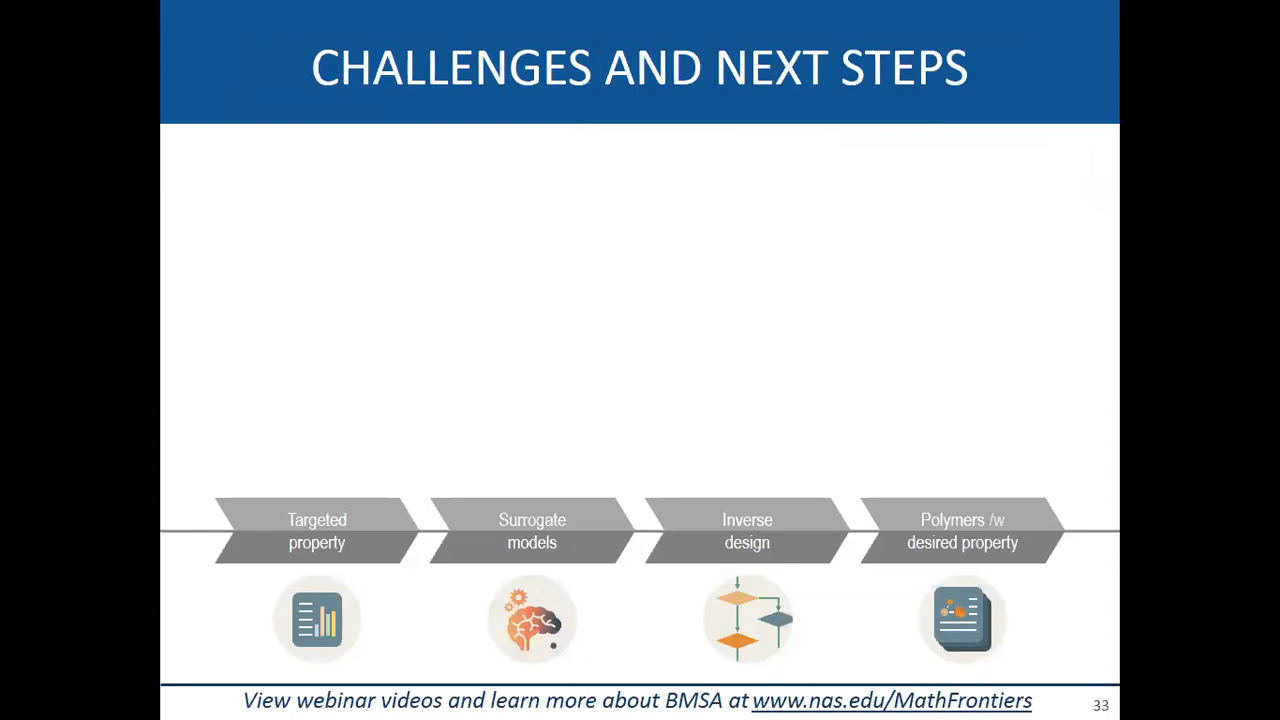 CHALLENGES AND NEXT STEPS
Targeted
property
Surrogate
models
Inverse
design
Polymers /w
desired property
View webinar videos and learn more about BMSA at www.nas.edu/MathFrontiers
33